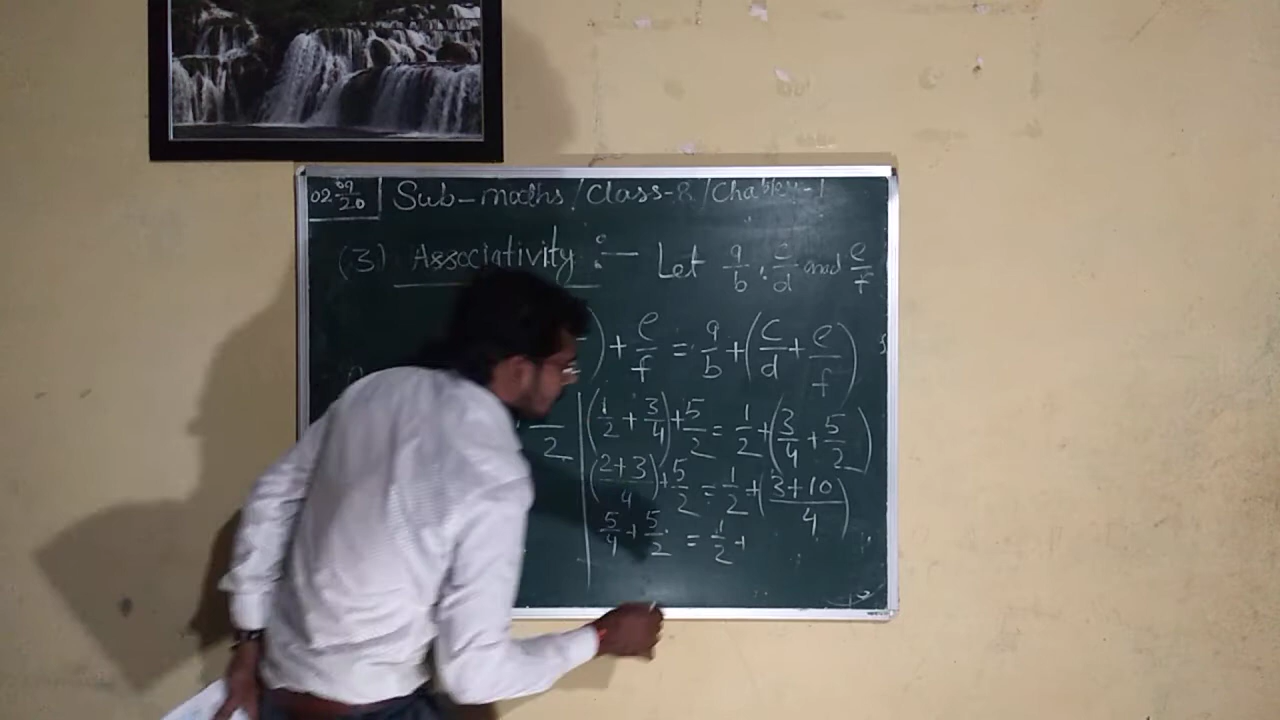 02 09/20 Sub-maths/Class-8/Chapter-1
(3) Associativity :- Let a/b, c/d and e/f
) + e/f = a/b + (c/d + e/f)
2 | (1/2 + 3/4) + 5/2 = 1/2 + (3/4 + 5/2)
((2+3)/4) + 5/2 = 1/2 + ((3+10)/4)
5/4 + 5/2 = 1/2 +